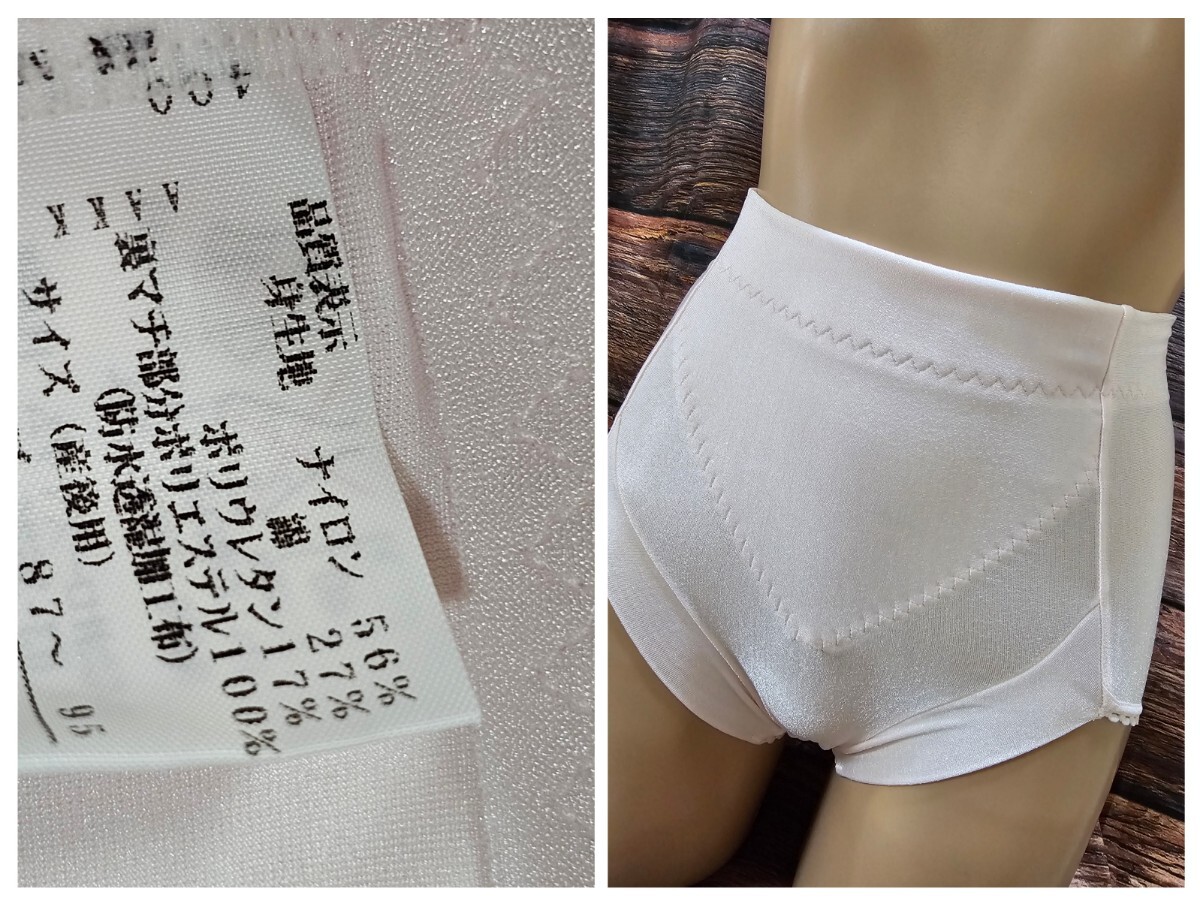 品質表示
身生地
ナイロン 56%
綿 27%
ポリウレタン 17%
裏マチ部分ポリエステル100%
(防水透湿加工布)
サイズ (産後用)
87~95